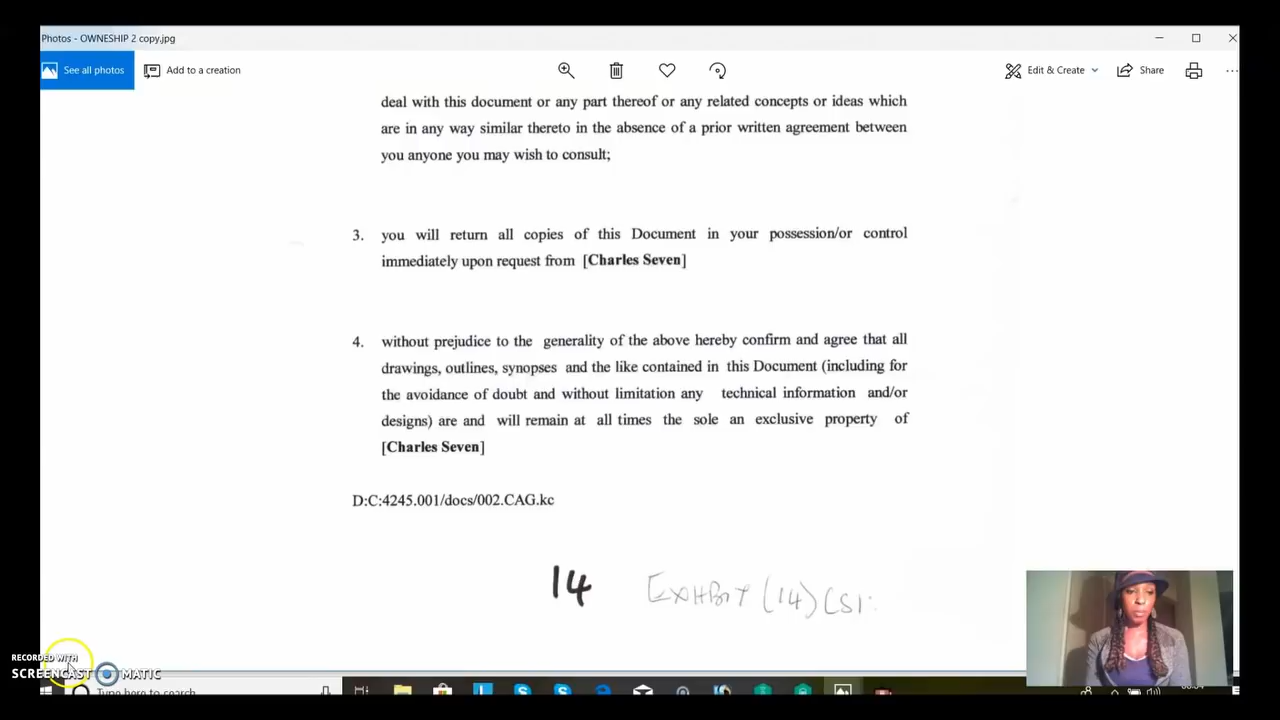 Photos - OWNESHIP 2 copy.jpg
See all photos
Add to a creation
Edit & Create
Share
deal with this document or any part thereof or any related concepts or ideas which
are in any way similar thereto in the absence of a prior written agreement between
you anyone you may wish to consult;
3. you will return all copies of this Document in your possession/or control
immediately upon request from [Charles Seven]
4. without prejudice to the generality of the above hereby confirm and agree that all
drawings, outlines, synopses and the like contained in this Document (including for
the avoidance of doubt and without limitation any technical information and/or
designs) are and will remain at all times the sole an exclusive property of
[Charles Seven]
D:C:4245.001/docs/002.CAG.kc
14 EXHBIT (14) CS1:
RECORDED WITH
SCREENCAST MATIC
Type here to search